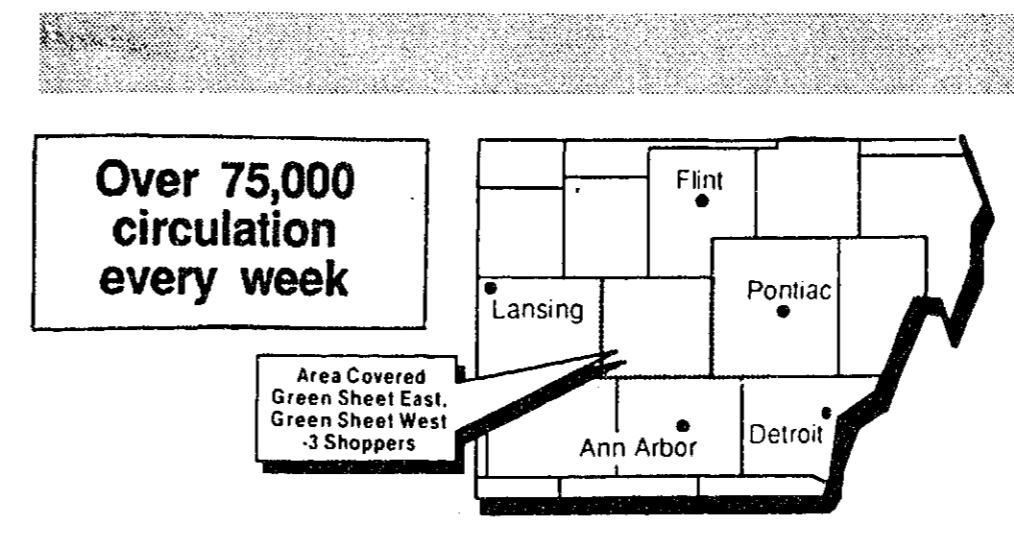 Over 75,000
circulation
every week
Flint
Lansing
Pontiac
Area Covered
Green Sheet East,
Green Sheet West
-3 Shoppers
Ann Arbor
Detroit